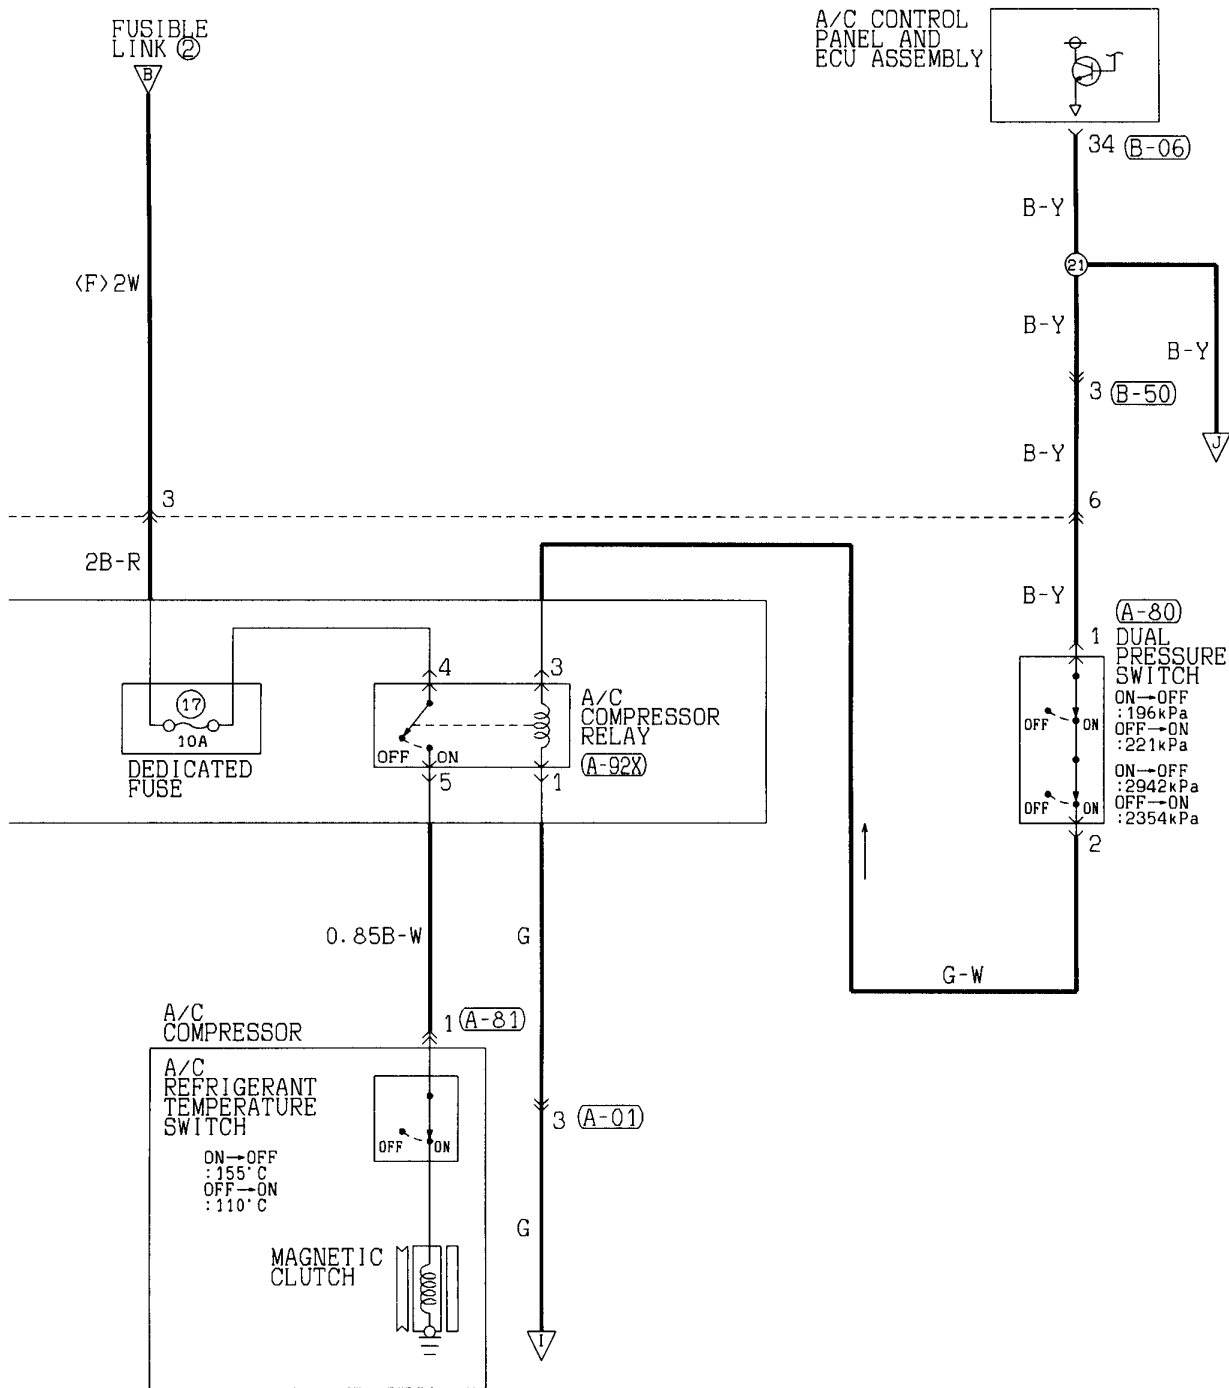 FUSIBLE
LINK ②
B
A/C CONTROL
PANEL AND
ECU ASSEMBLY
34 (B-06)
B-Y
<F>2W
21
B-Y
B-Y
3 (B-50)
J
B-Y
3
6
2B-R
B-Y
(A-80)
1 DUAL
PRESSURE
SWITCH
ON→OFF
:196kPa
OFF→ON
:221kPa
ON→OFF
:2942kPa
OFF→ON
:2354kPa
OFF ON
OFF ON
2
4
3
17
10A
DEDICATED
FUSE
OFF ON
A/C
COMPRESSOR
RELAY
(A-92X)
5
1
0.85B-W
G
G-W
A/C
COMPRESSOR
1 (A-81)
A/C
REFRIGERANT
TEMPERATURE
SWITCH
ON→OFF
:155°C
OFF→ON
:110°C
OFF ON
3 (A-01)
G
MAGNETIC
CLUTCH
I